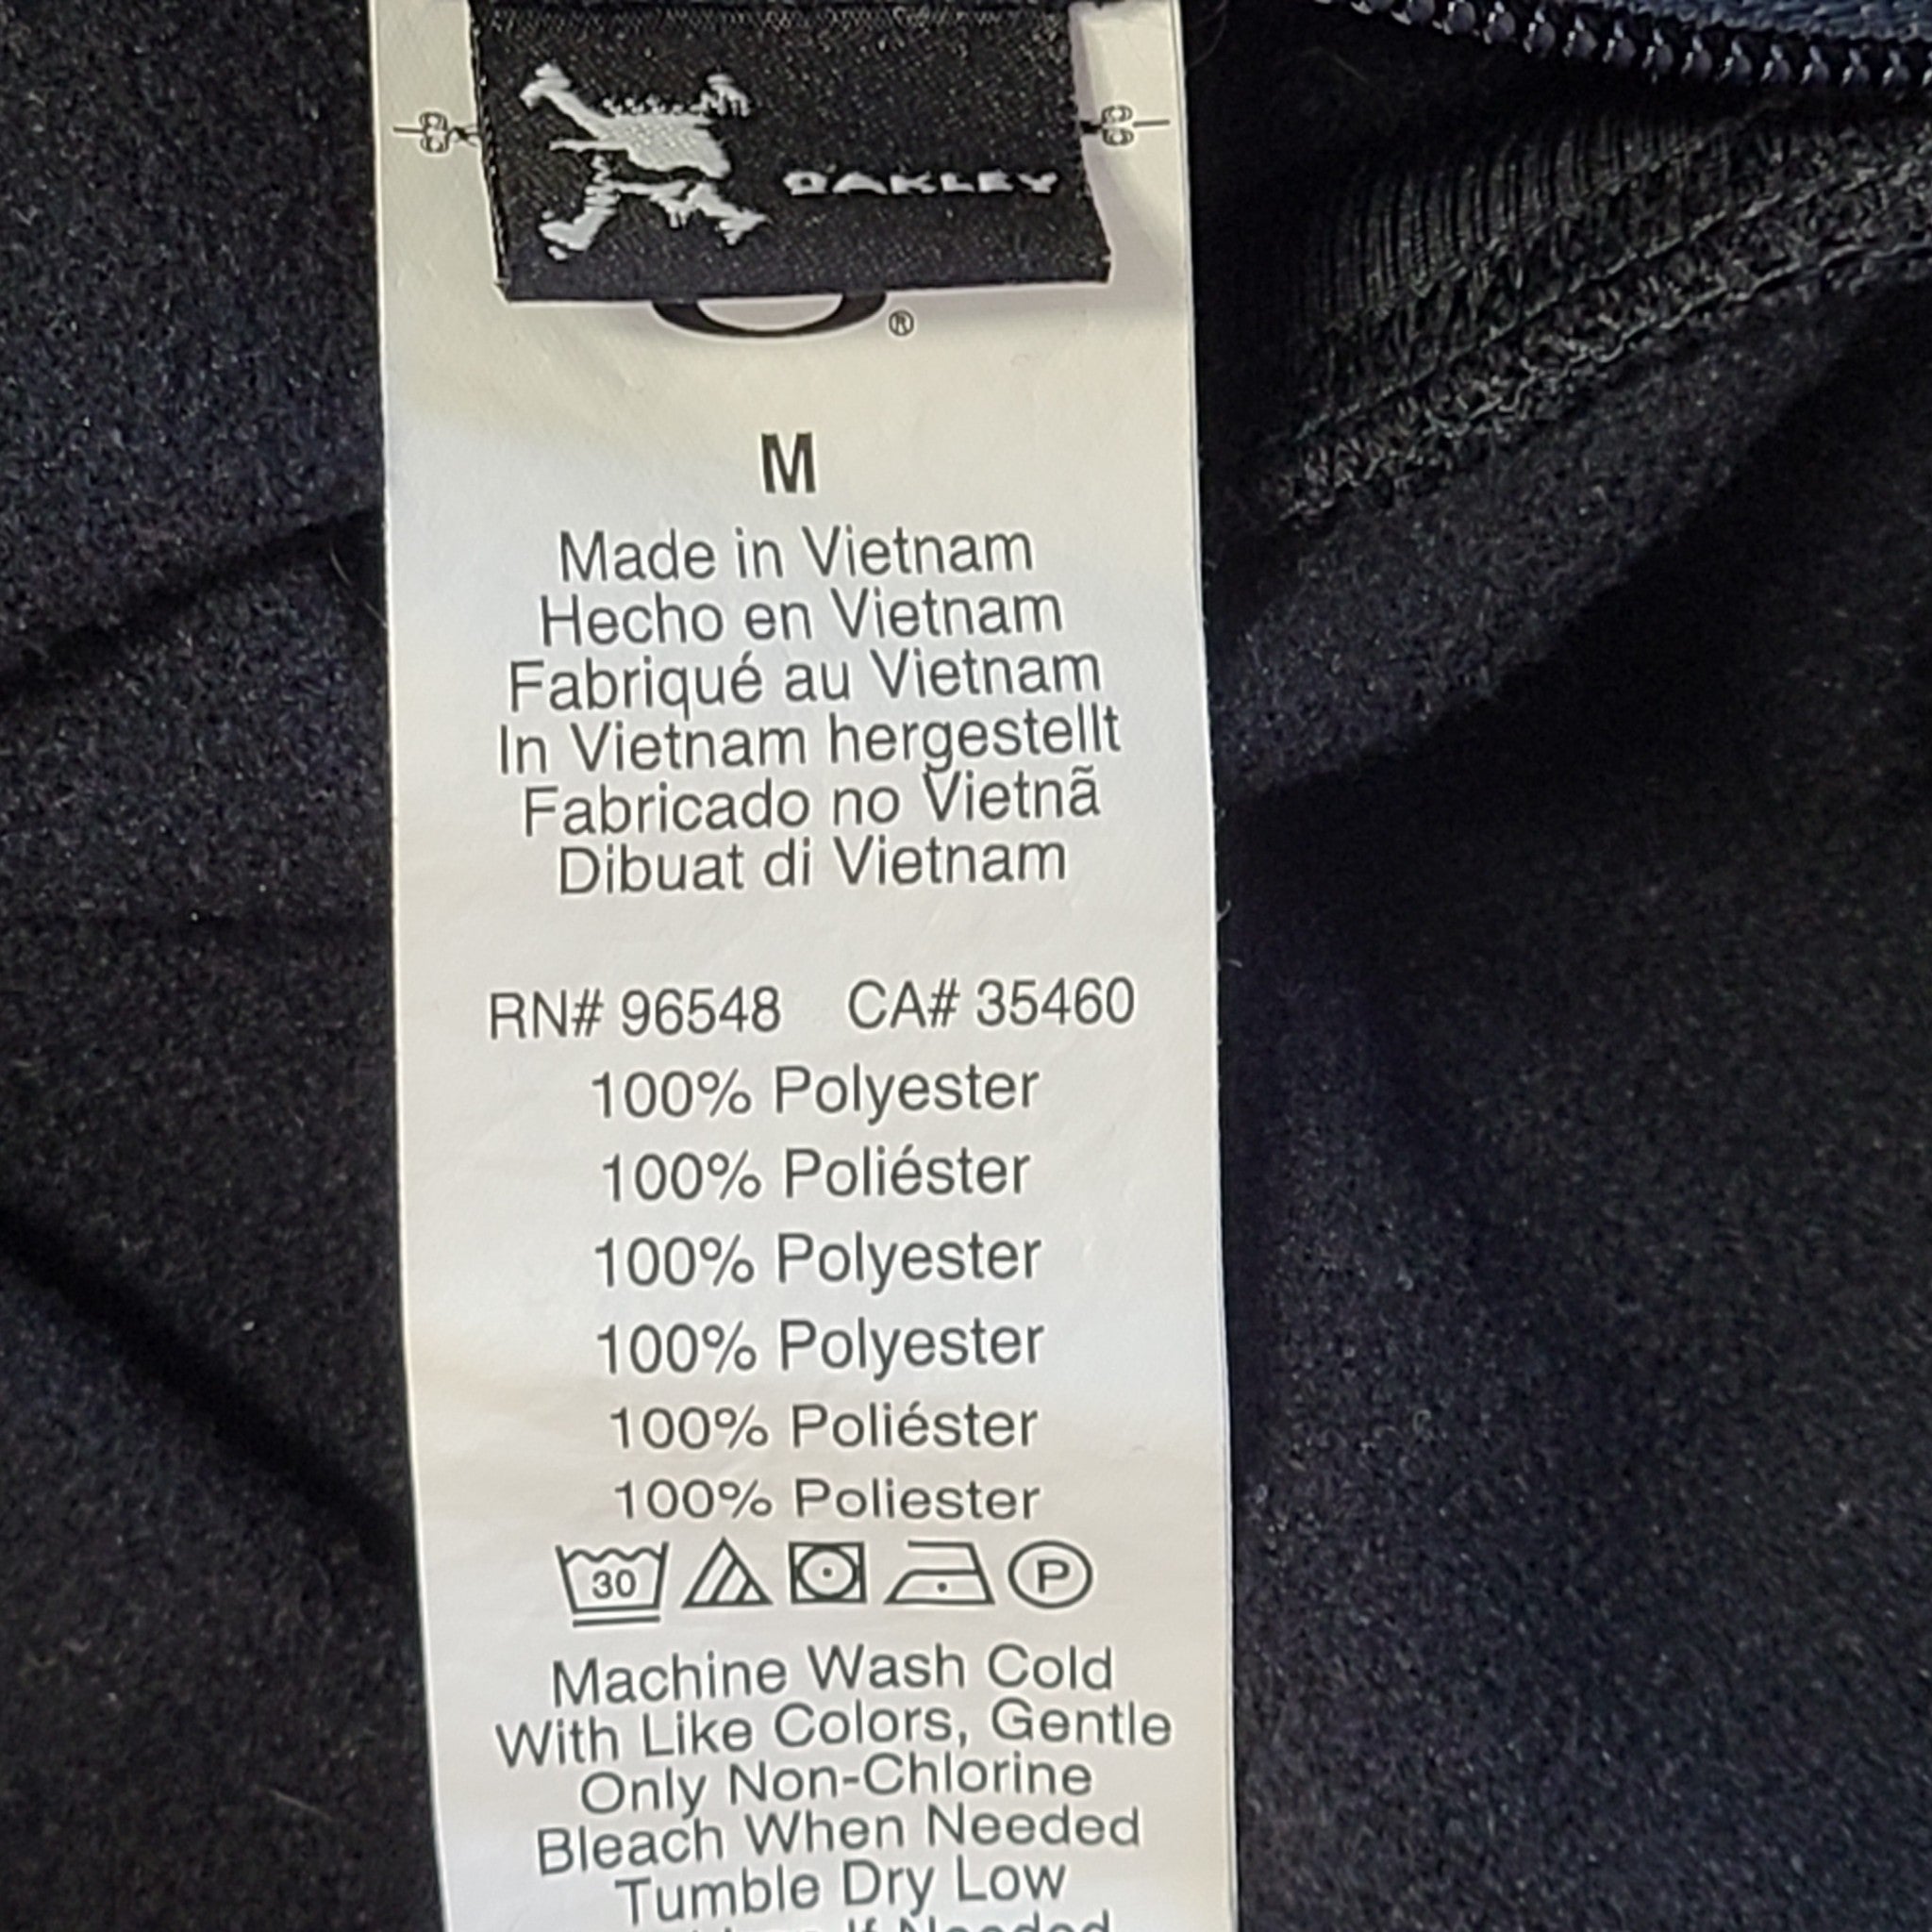 OAKLEY
®
M
Made in Vietnam
Hecho en Vietnam
Fabriqué au Vietnam
In Vietnam hergestellt
Fabricado no Vietnã
Dibuat di Vietnam
RN# 96548 CA# 35460
100% Polyester
100% Poliéster
100% Polyester
100% Polyester
100% Poliéster
100% Poliester
30 P
Machine Wash Cold
With Like Colors, Gentle
Only Non-Chlorine
Bleach When Needed
Tumble Dry Low
If Needed